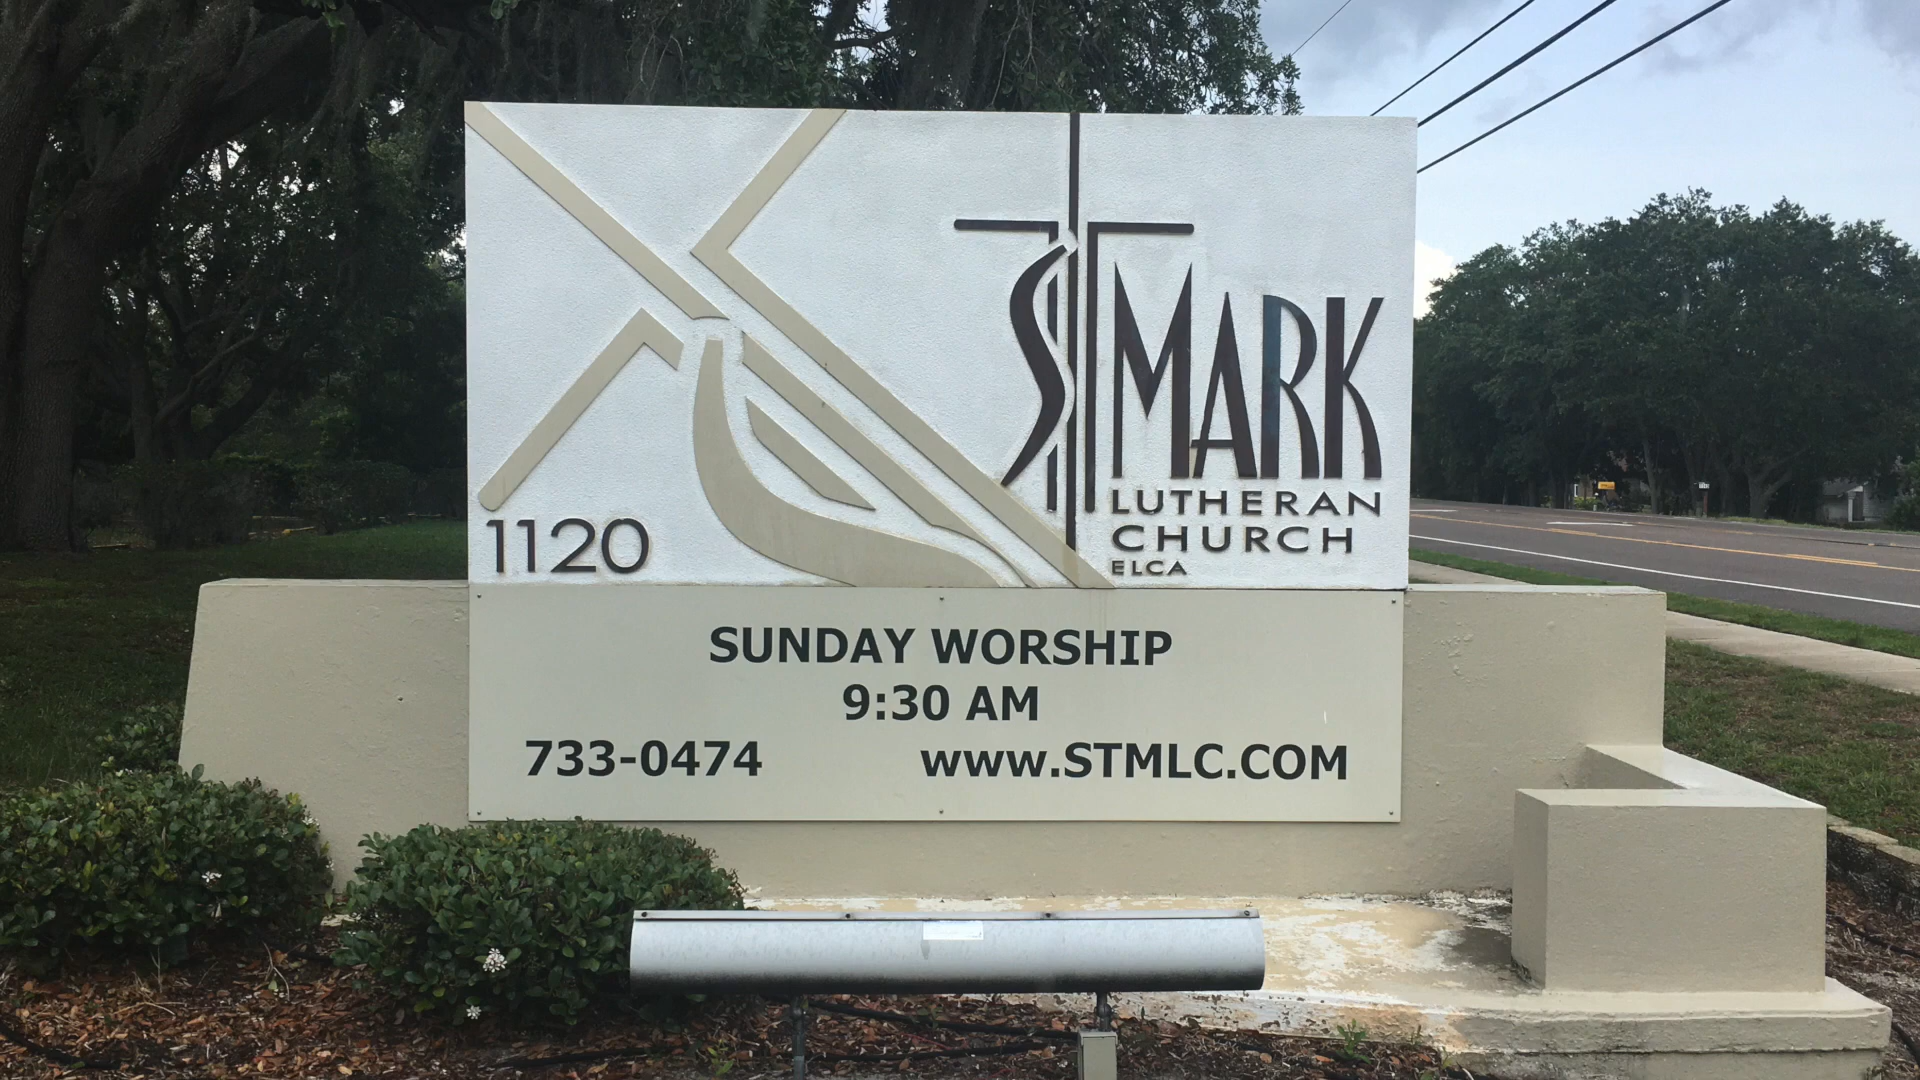 ST MARK
LUTHERAN
CHURCH
ELCA
1120
SUNDAY WORSHIP
9:30 AM
733-0474 www.STMLC.COM